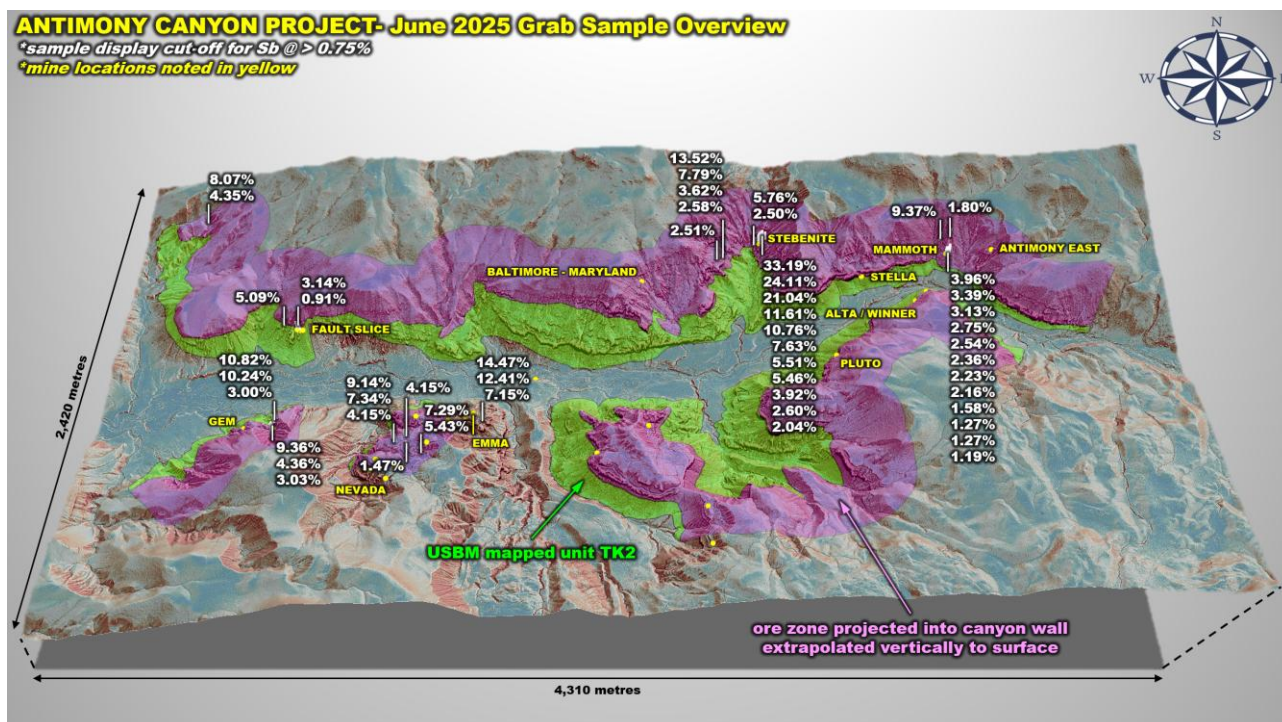 ANTIMONY CANYON PROJECT- June 2025 Grab Sample Overview
*sample display cut-off for Sb @ > 0.75%
*mine locations noted in yellow
N
W
S
8.07%
4.35%
13.52%
7.79%
3.62%
2.58%
2.51%
5.76%
2.50%
STEBENITE
9.37%
1.80%
MAMMOTH
ANTIMONY EAST
BALTIMORE - MARYLAND
STELLA
ALTA / WINNER
PLUTO
3.14%
0.91%
5.09%
FAULT SLICE
33.19%
24.11%
21.04%
11.61%
10.76%
7.63%
5.51%
5.46%
3.92%
2.60%
2.04%
3.96%
3.39%
3.13%
2.75%
2.54%
2.36%
2.23%
2.16%
1.58%
1.27%
1.27%
1.19%
10.82%
10.24%
3.00%
GEM
9.36%
4.36%
3.03%
9.14%
7.34%
4.15%
4.15%
7.29%
5.43%
1.47%
NEVADA
14.47%
12.41%
7.15%
EMMA
USBM mapped unit TK2
ore zone projected into canyon wall
extrapolated vertically to surface
2,420 metres
4,310 metres